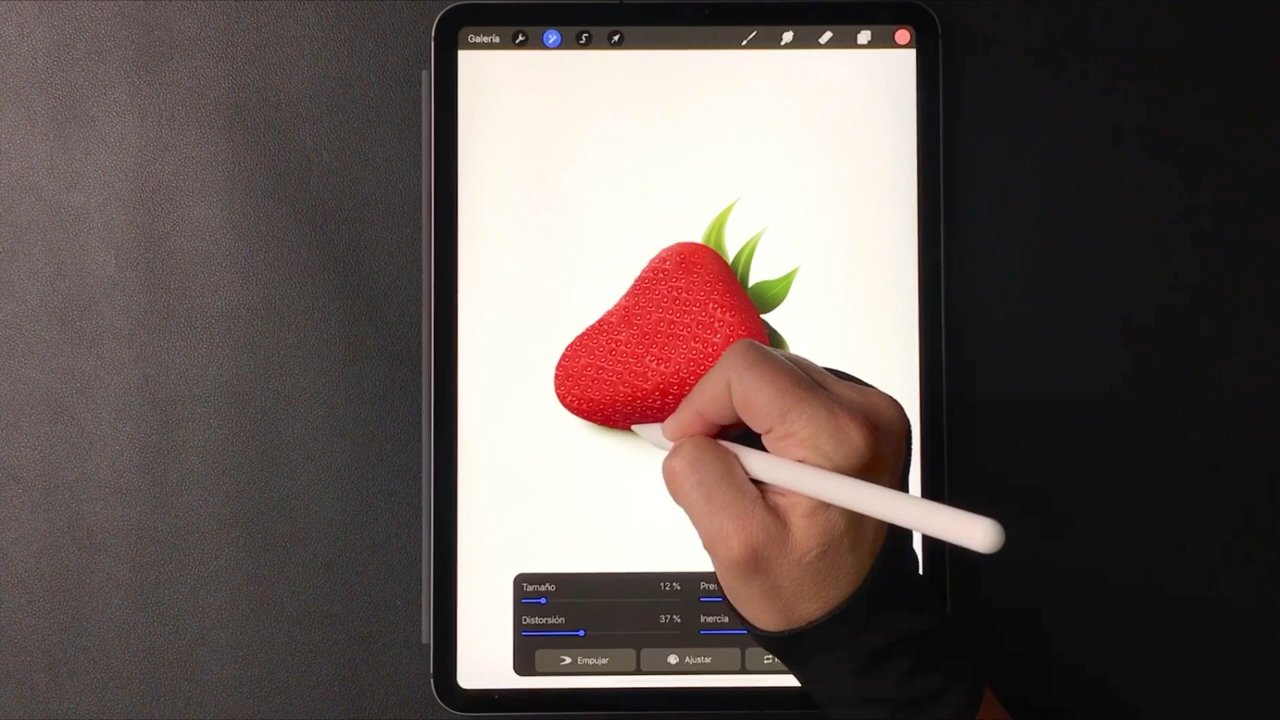 Galería
Tamaño 12 %
Distorsión 37 %
Inercia
Empujar Ajustar